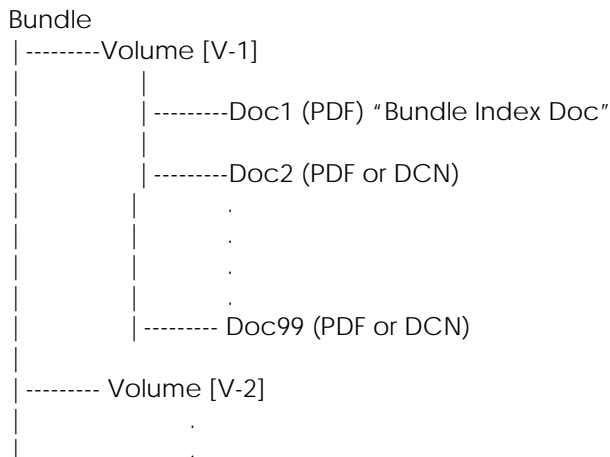 Bundle
|---------Volume [V-1]
| |
| |---------Doc1 (PDF) “Bundle Index Doc”
| |
| |---------Doc2 (PDF or DCN)
| | .
| | .
| | .
| | .
| |--------- Doc99 (PDF or DCN)
|
|--------- Volume [V-2]
| .
| .